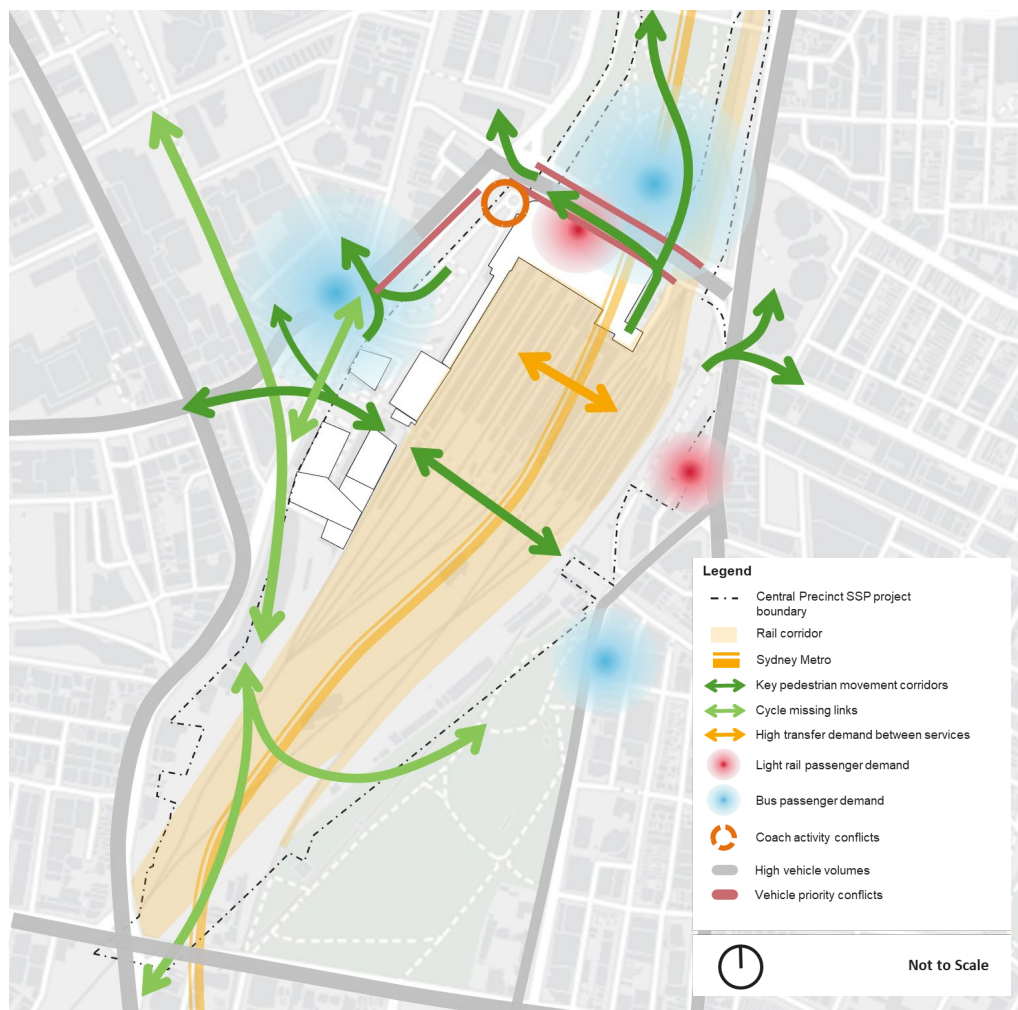 Legend
Central Precinct SSP project
boundary
Rail corridor
Sydney Metro
Key pedestrian movement corridors
Cycle missing links
High transfer demand between services
Light rail passenger demand
Bus passenger demand
Coach activity conflicts
High vehicle volumes
Vehicle priority conflicts
Not to Scale